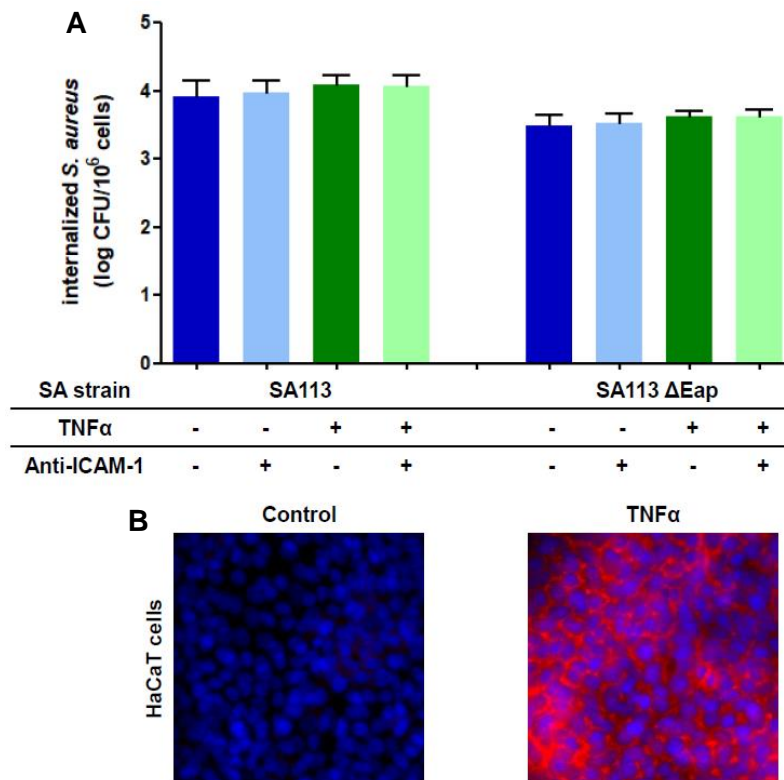 A
internalized S. aureus
(log CFU/10⁶ cells)
5
4
3
2
1
0
SA strain SA113 SA113 ΔEap
TNFα - - + + - - + +
Anti-ICAM-1 - + - + - + - +
B
Control TNFα
HaCaT cells